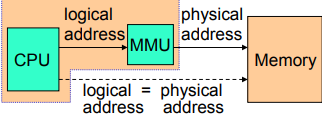 logical
address
physical
address
CPU
MMU
Memory
logical = physical
address address